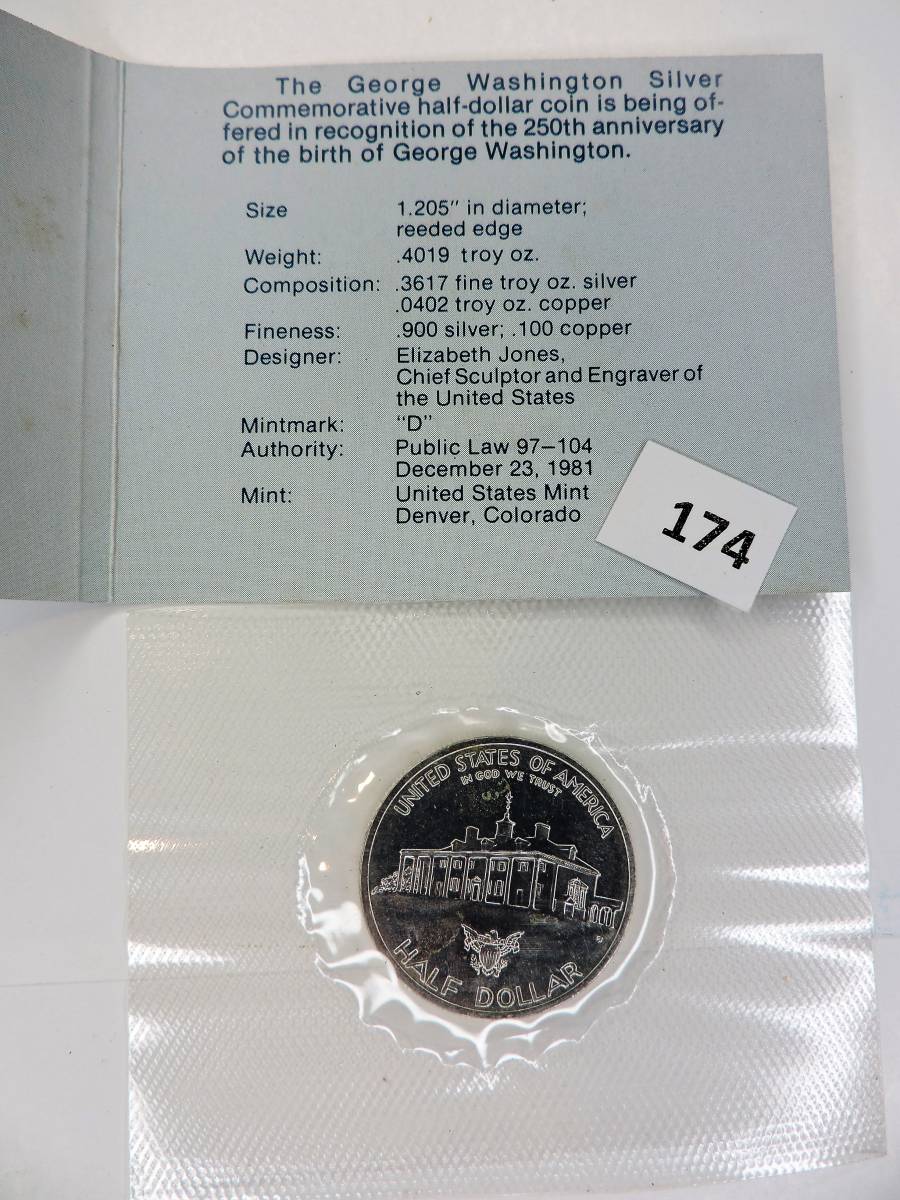 The George Washington Silver
Commemorative half-dollar coin is being of-
fered in recognition of the 250th anniversary
of the birth of George Washington.
Size 1.205" in diameter;
reeded edge
Weight: .4019 troy oz.
Composition: .3617 fine troy oz. silver
.0402 troy oz. copper
Fineness: .900 silver; .100 copper
Designer: Elizabeth Jones,
Chief Sculptor and Engraver of
the United States
Mintmark: "D"
Authority: Public Law 97–104
December 23, 1981
Mint: United States Mint
Denver, Colorado
174
UNITED STATES OF AMERICA
IN GOD WE TRUST
HALF DOLLAR